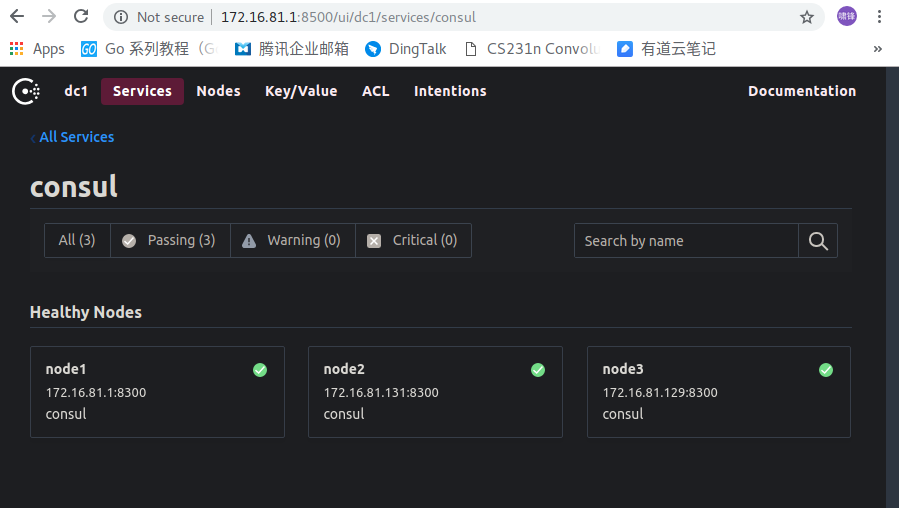 Not secure | 172.16.81.1:8500/ui/dc1/services/consul 啸锋
Apps Go 系列教程（Go 腾讯企业邮箱 DingTalk CS231n Convolu 有道云笔记 »
dc1 Services Nodes Key/Value ACL Intentions Documentation
‹ All Services
consul
All (3) Passing (3) Warning (0) Critical (0) Search by name
Healthy Nodes
node1 node2 node3
172.16.81.1:8300 172.16.81.131:8300 172.16.81.129:8300
consul consul consul